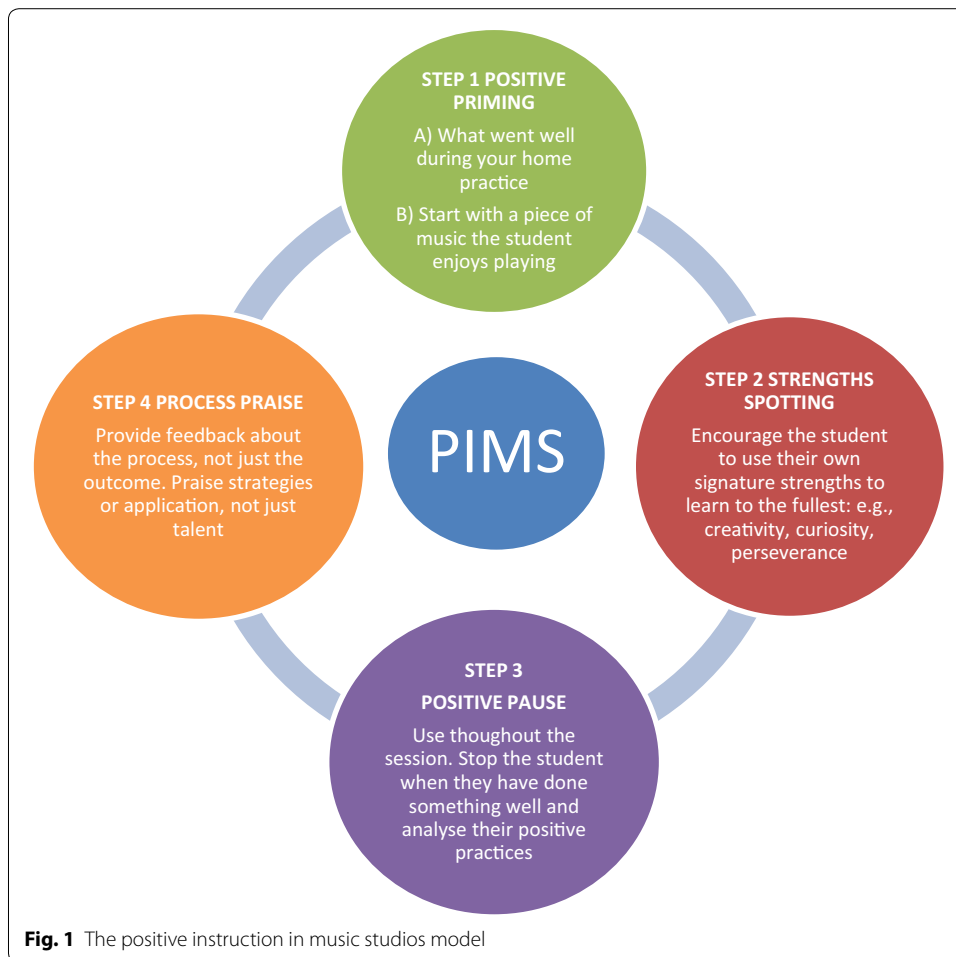 STEP 1 POSITIVE
PRIMING
A) What went well
during your home
practice
B) Start with a piece of
music the student
enjoys playing
STEP 2 STRENGTHS
SPOTTING
Encourage the student
to use their own
signature strengths to
learn to the fullest: e.g.,
creativity, curiosity,
perseverance
STEP 3
POSITIVE PAUSE
Use thoughout the
session. Stop the student
when they have done
something well and
analyse their positive
practices
STEP 4 PROCESS PRAISE
Provide feedback about
the process, not just the
outcome. Praise strategies
or application, not just
talent
PIMS
Fig. 1 The positive instruction in music studios model